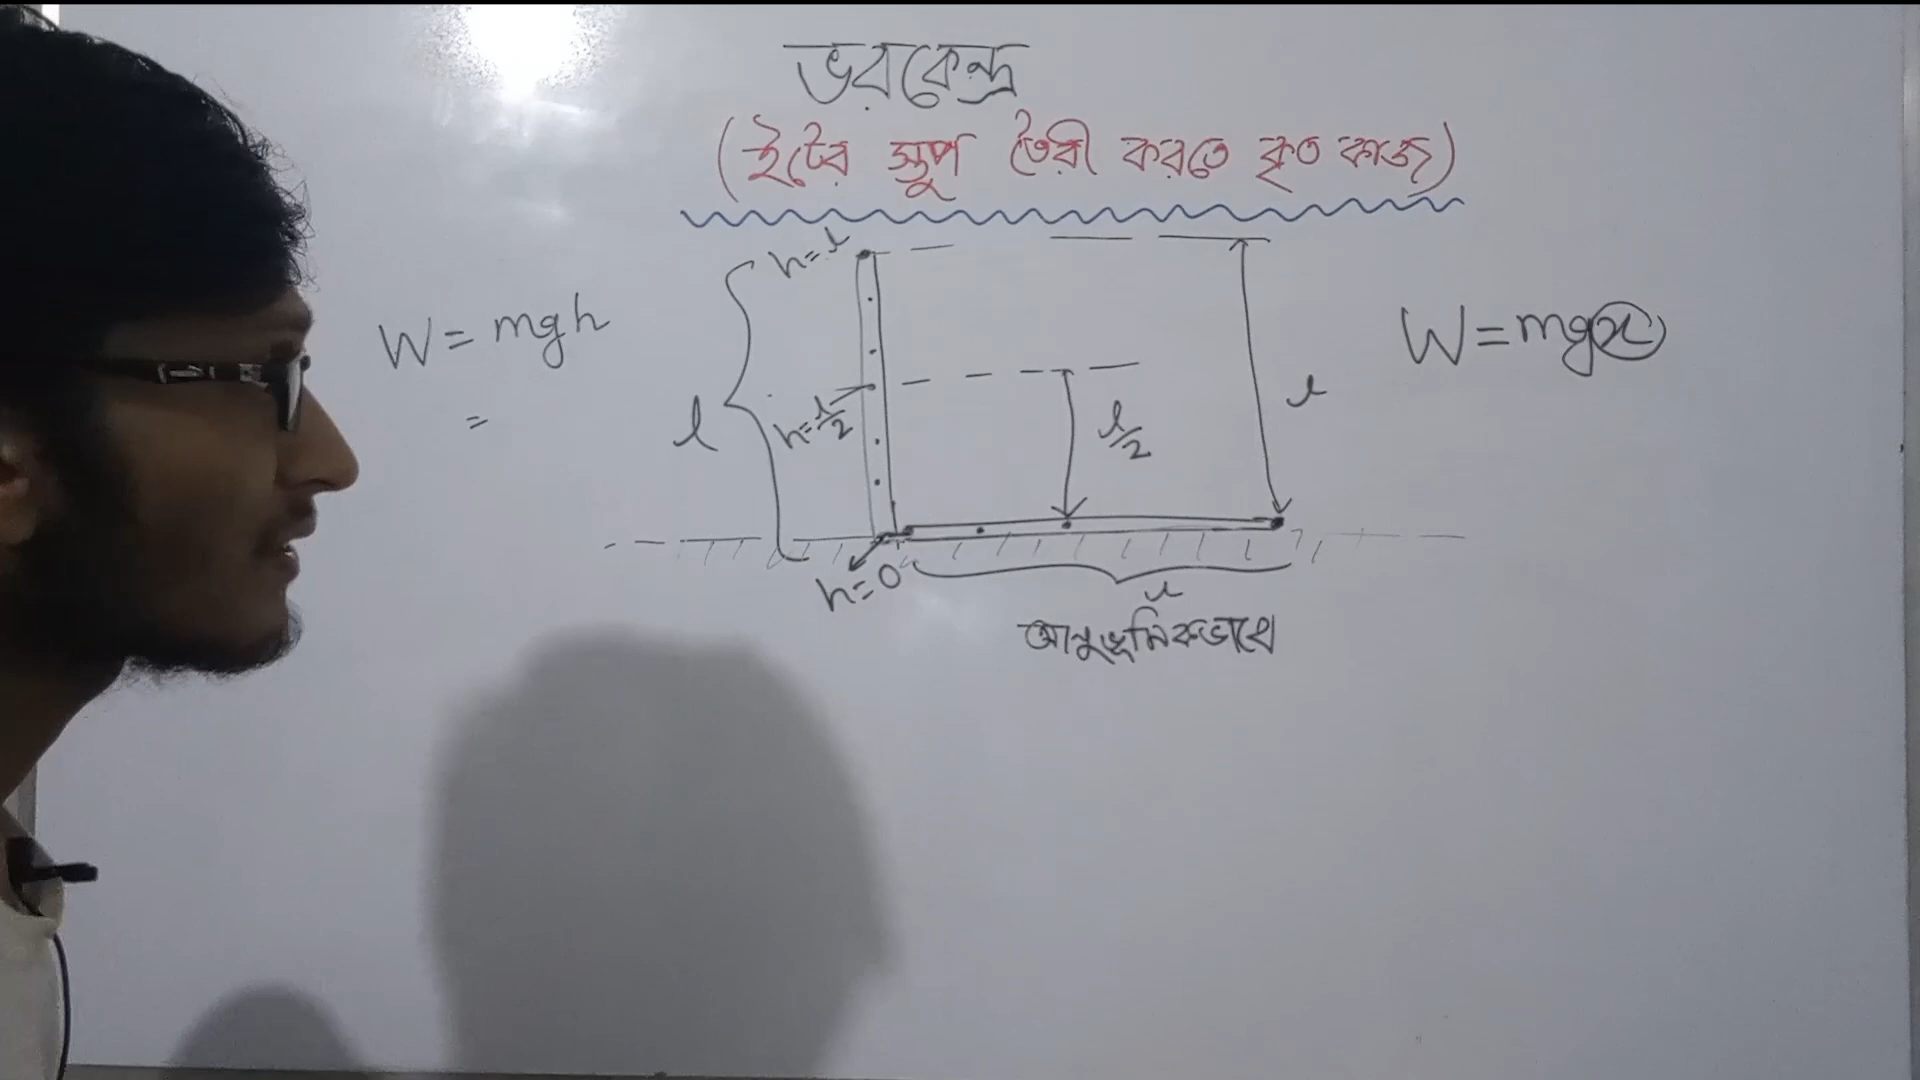 ভরকেন্দ্র
(ইটের স্তুপ তৈরী করতে কৃত কাজ)
h=l
W = mgh
=
l
h=l/2
l/2
l
W = mgx
h=0
l
আনুভূমিকভাবে